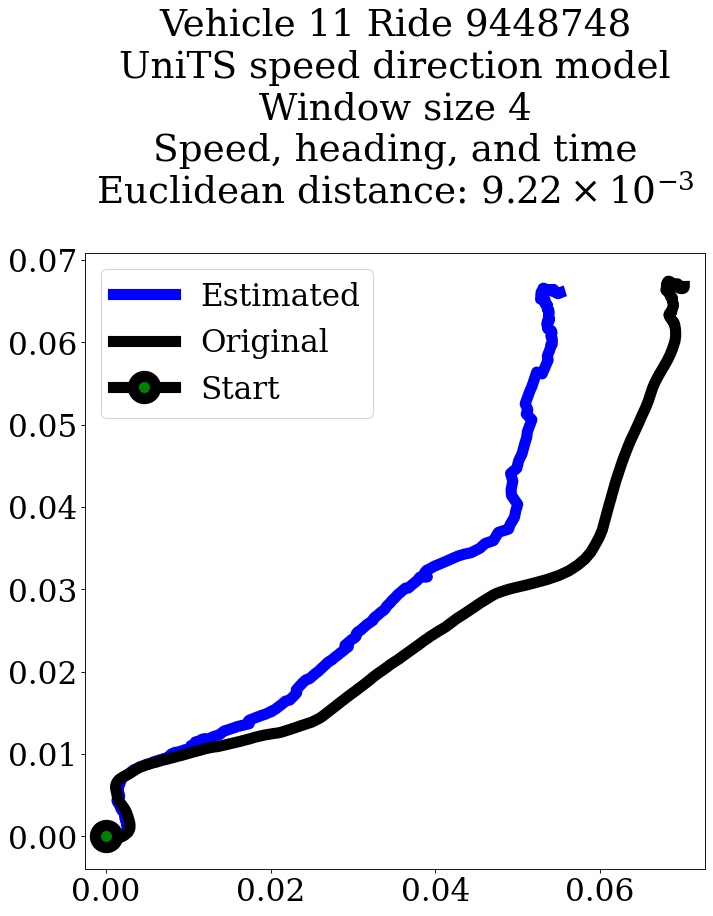 Vehicle 11 Ride 9448748
UniTS speed direction model
Window size 4
Speed, heading, and time
Euclidean distance: $9.22 \times 10^{-3}$
0.07
0.06
0.05
0.04
0.03
0.02
0.01
0.00
Estimated
Original
Start
0.00 0.02 0.04 0.06